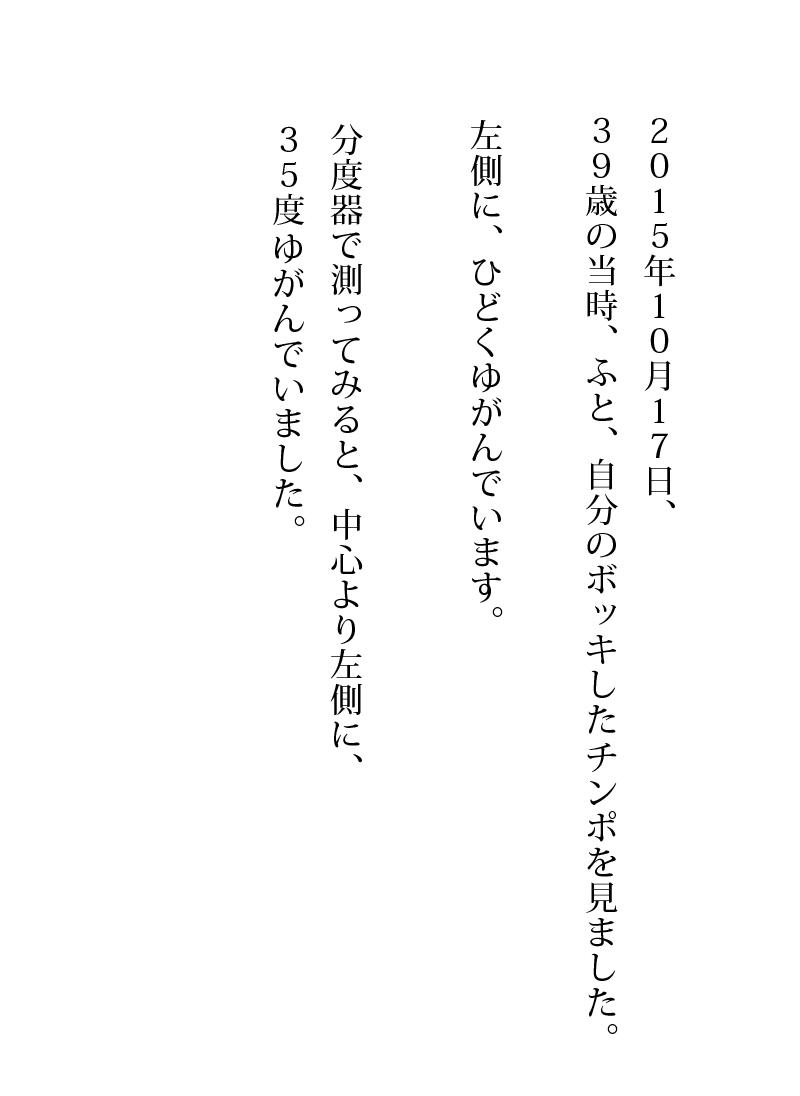 ２０１５年１０月１７日、
３９歳の当時、ふと、自分のボッキしたチンポを見ました。
左側に、ひどくゆがんでいます。
分度器で測ってみると、中心より左側に、
３５度ゆがんでいました。